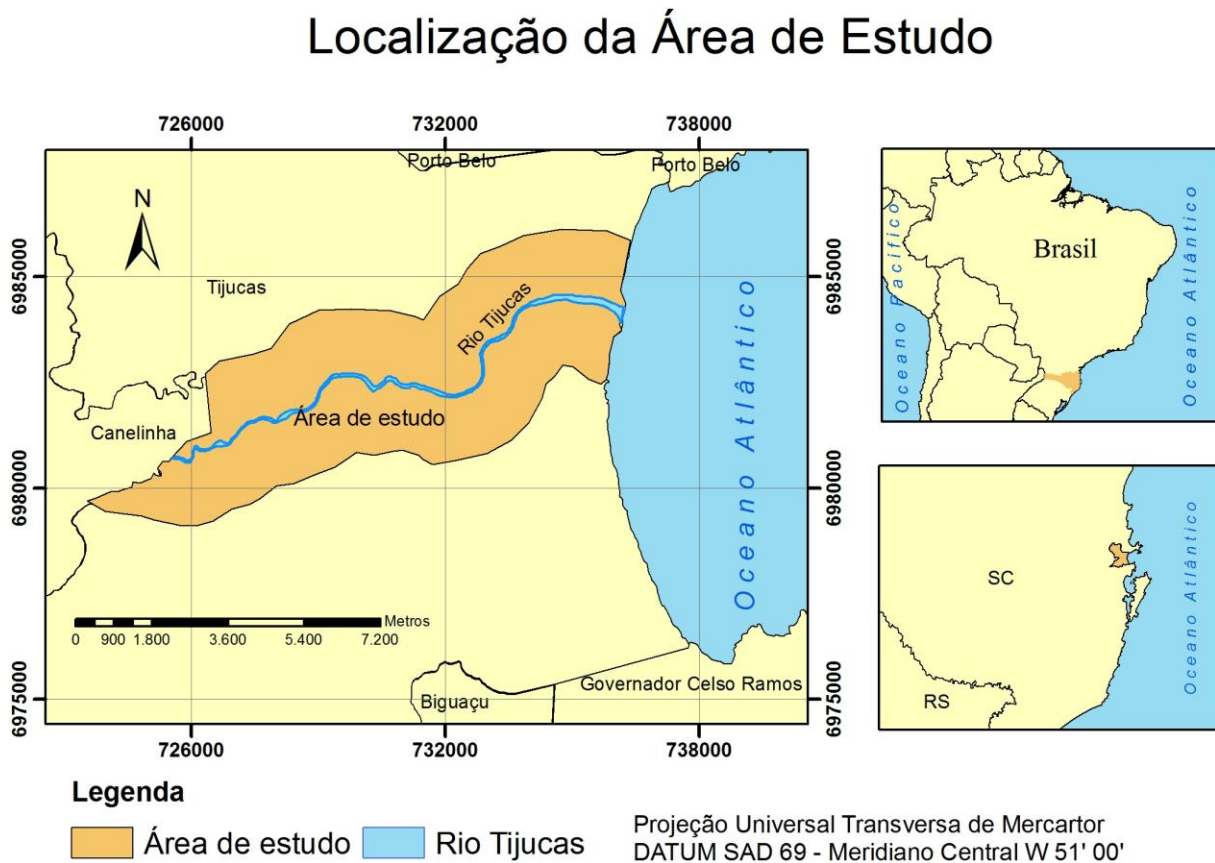 Localização da Área de Estudo
726000
732000
738000
Porto Belo
Porto Belo
N
6985000
6985000
Tijucas
Rio Tijucas
Oceano Atlântico
Área de estudo
Canelinha
6980000
6980000
Metros
0 900 1.800 3.600 5.400 7.200
Governador Celso Ramos
Biguaçu
6975000
6975000
726000
732000
738000
Oceano Pacífico
Brasil
Oceano Atlântico
SC
Oceano Atlântico
RS
Legenda
Área de estudo
Rio Tijucas
Projeção Universal Transversa de Mercartor
DATUM SAD 69 - Meridiano Central W 51' 00'